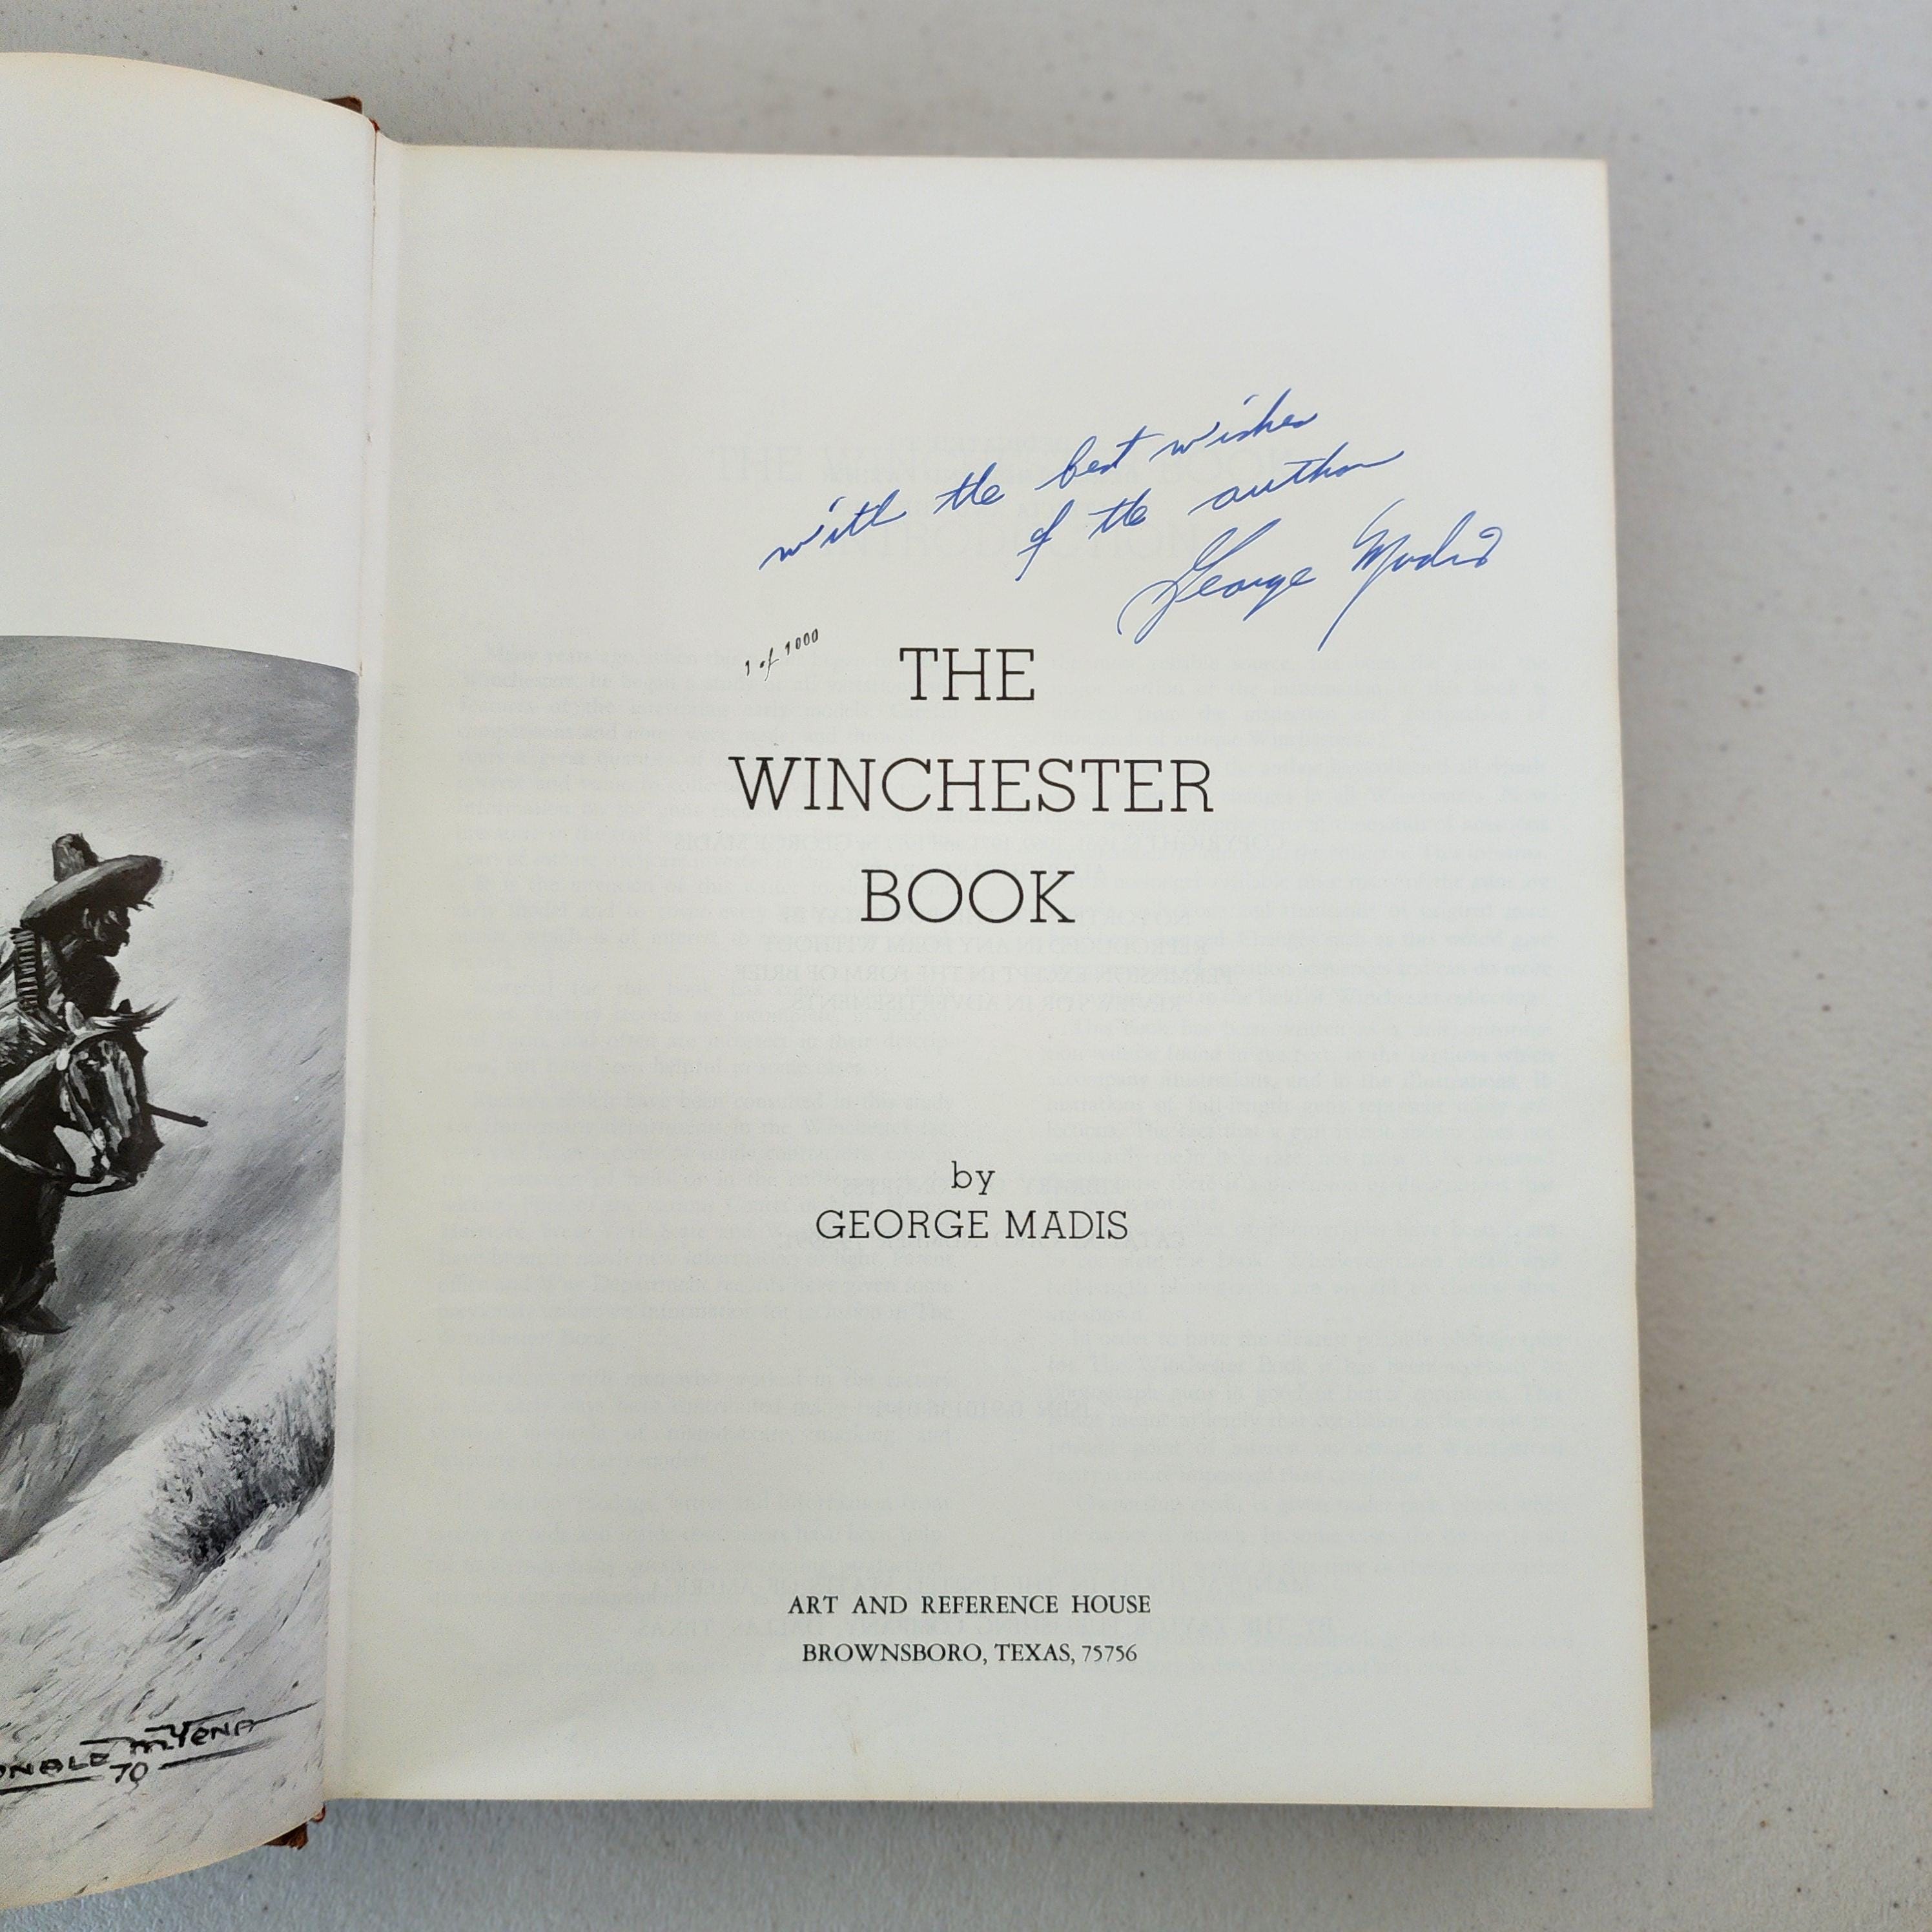 with the best wishes
of the author
George Madis
1 of 1000
THE
WINCHESTER
BOOK
by
GEORGE MADIS
ART AND REFERENCE HOUSE
BROWNSBORO, TEXAS, 75756
70